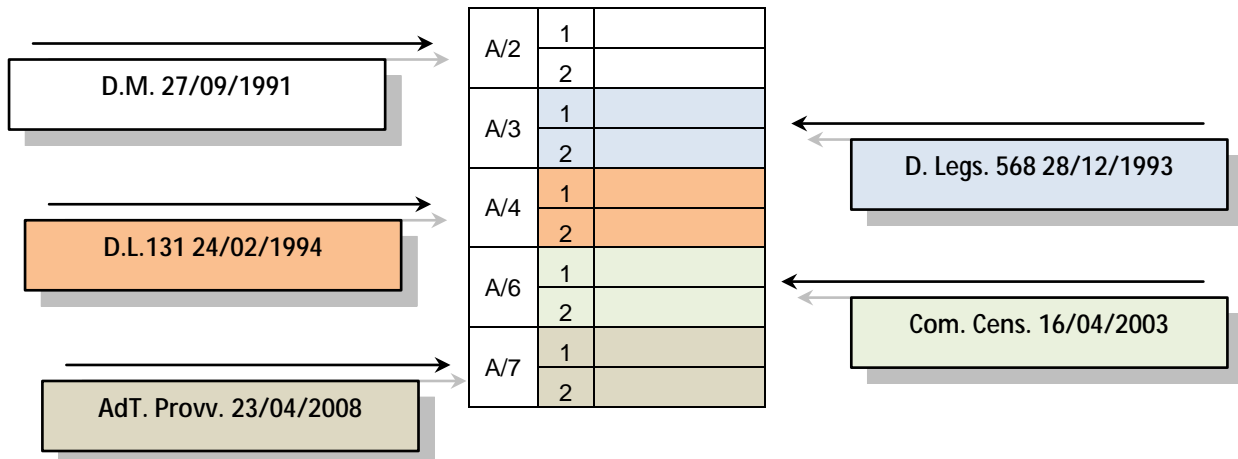 D.M. 27/09/1991
D.L.131 24/02/1994
AdT. Provv. 23/04/2008
A/2
1
2
A/3
1
2
A/4
1
2
A/6
1
2
A/7
1
2
D. Legs. 568 28/12/1993
Com. Cens. 16/04/2003